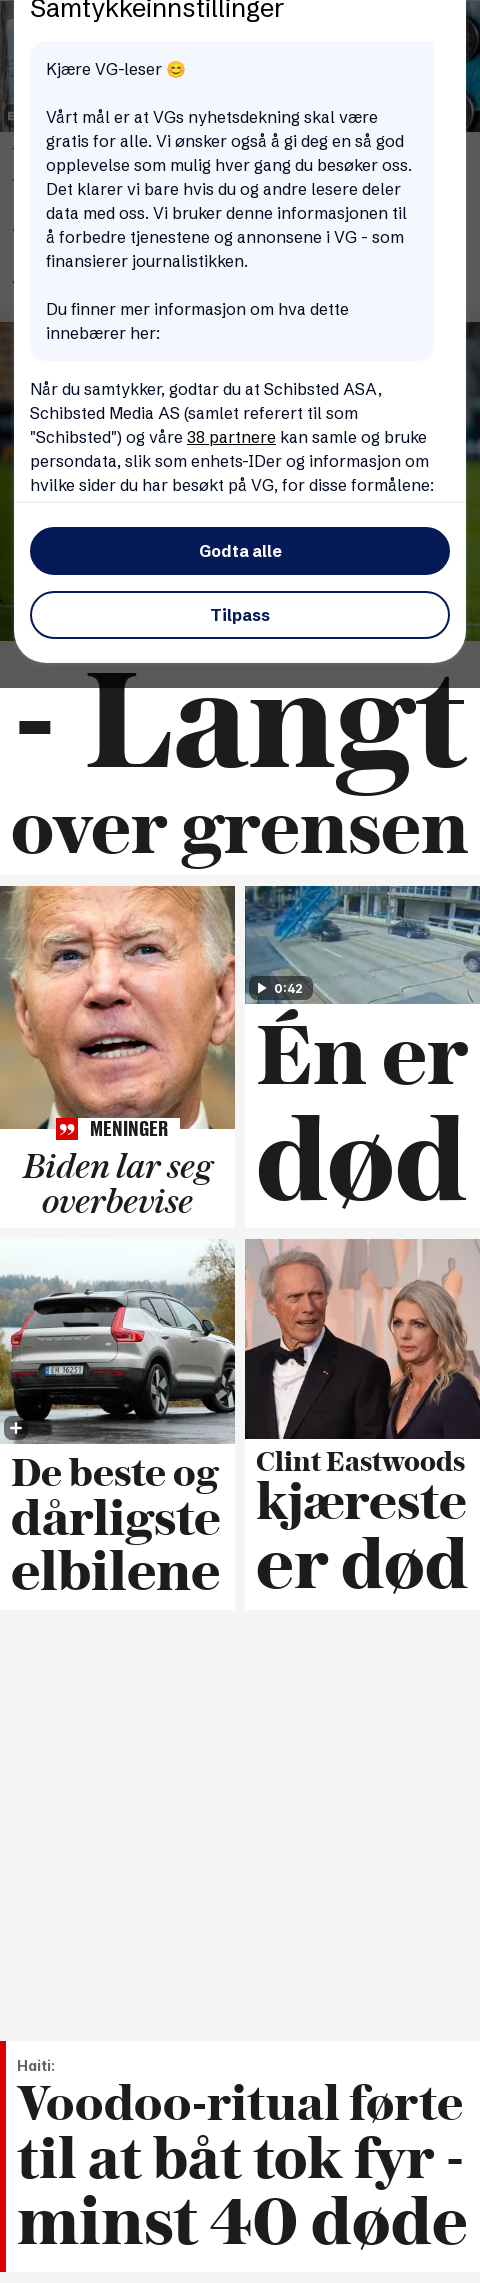 Samtykkeinnstillinger
Kjære VG-leser 😊
Vårt mål er at VGs nyhetsdekning skal være
gratis for alle. Vi ønsker også å gi deg en så god
opplevelse som mulig hver gang du besøker oss.
Det klarer vi bare hvis du og andre lesere deler
data med oss. Vi bruker denne informasjonen til
å forbedre tjenestene og annonsene i VG - som
finansierer journalistikken.
Du finner mer informasjon om hva dette
innebærer her:
Når du samtykker, godtar du at Schibsted ASA,
Schibsted Media AS (samlet referert til som
"Schibsted") og våre 38 partnere kan samle og bruke
persondata, slik som enhets-IDer og informasjon om
hvilke sider du har besøkt på VG, for disse formålene:
Godta alle
Tilpass
- Langt
over grensen
MENINGER
Biden lar seg
overbevise
0:42
Én er
død
EH 16251
De beste og
dårligste
elbilene
Clint Eastwoods
kjæreste
er død
Haiti:
Voodoo-ritual førte
til at båt tok fyr -
minst 40 døde